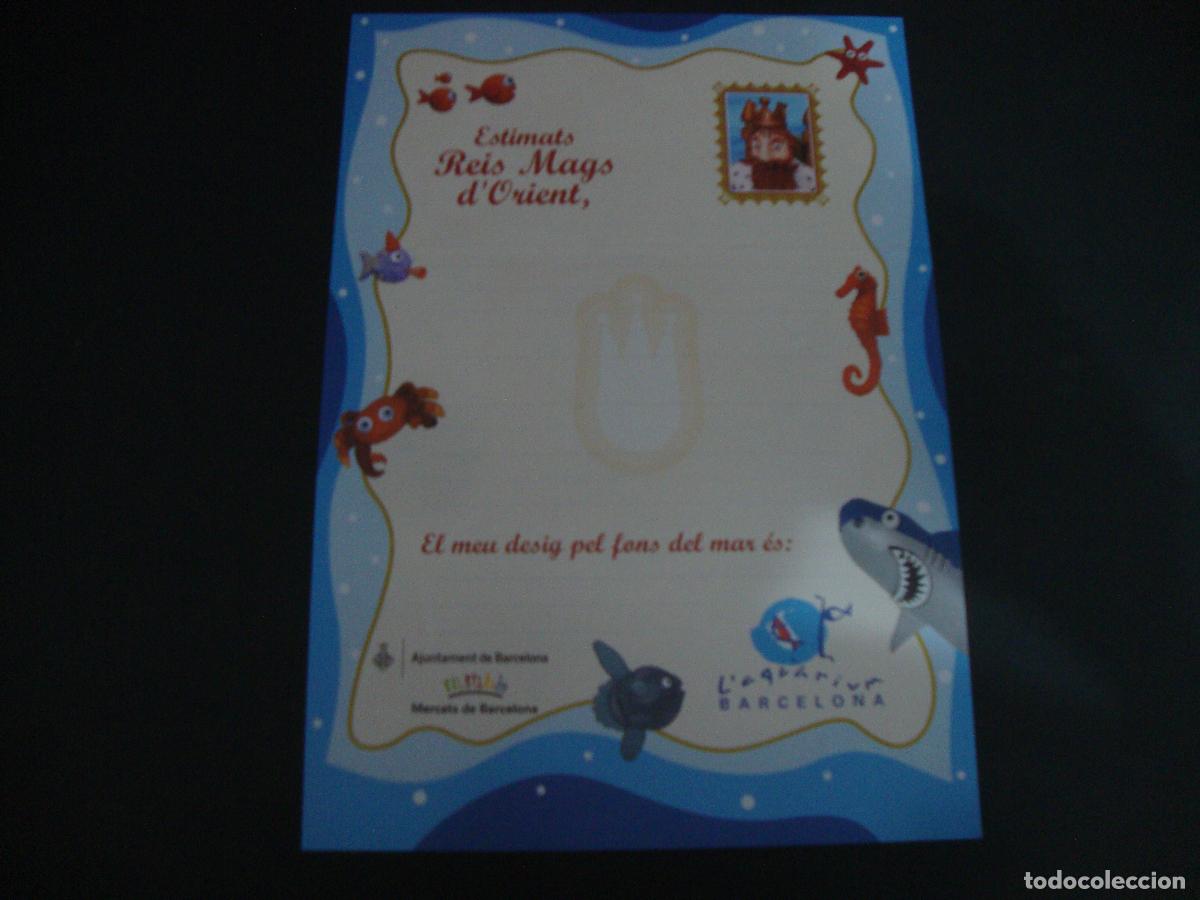 Estimats
Reis Mags
d'Orient,
El meu desig pel fons del mar és:
Ajuntament de Barcelona
Mercats de Barcelona
L'aquàrium
BARCELONA
todocoleccion